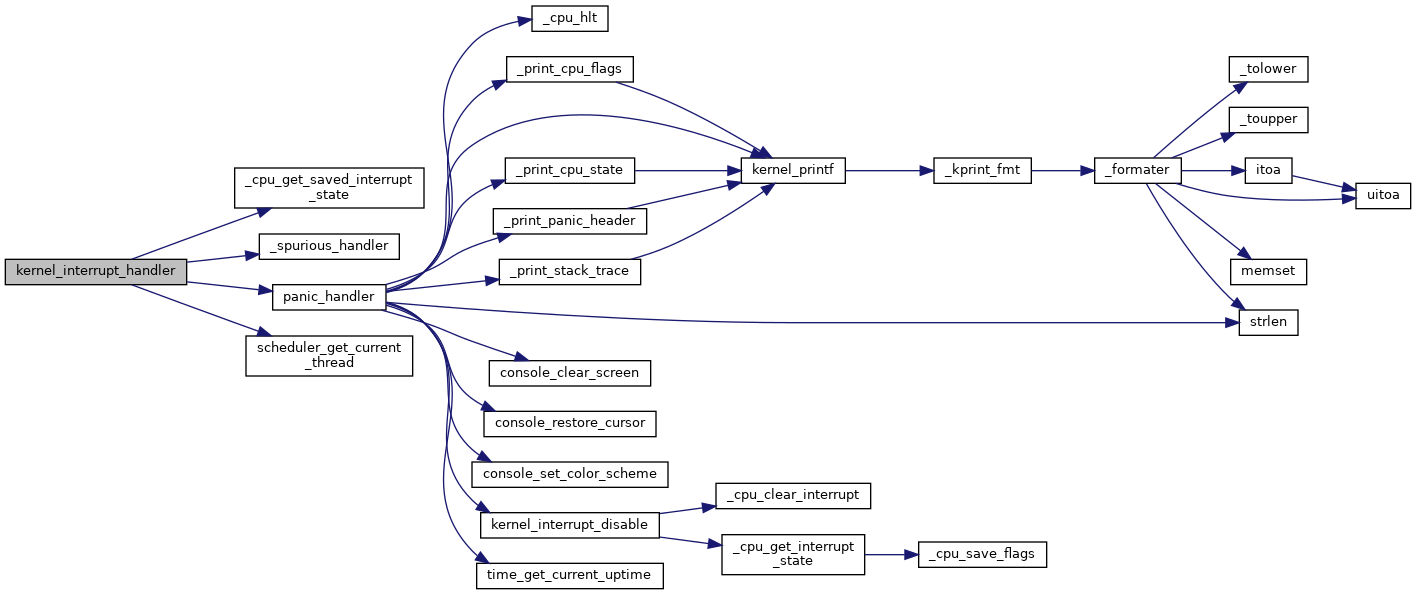 _cpu_hlt
_print_cpu_flags
_tolower
_toupper
_cpu_get_saved_interrupt
_state
_print_cpu_state
kernel_printf
_kprint_fmt
_formater
itoa
uitoa
_print_panic_header
_spurious_handler
kernel_interrupt_handler
_print_stack_trace
memset
panic_handler
strlen
scheduler_get_current
_thread
console_clear_screen
console_restore_cursor
console_set_color_scheme
_cpu_clear_interrupt
kernel_interrupt_disable
_cpu_get_interrupt
_state
_cpu_save_flags
time_get_current_uptime